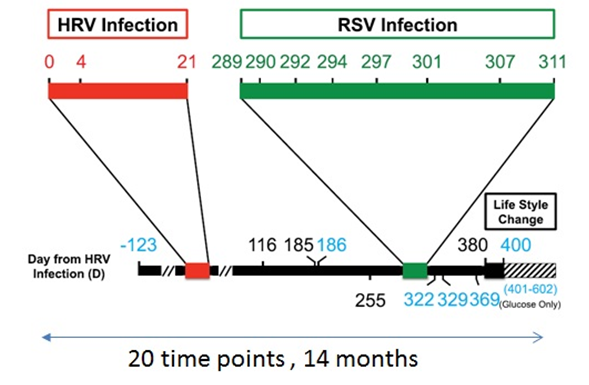 HRV Infection
RSV Infection
0 4 21 289 290 292 294 297 301 307 311
Life Style
Change
Day from HRV
Infection (D)
-123 116 185 186 380 400
255 322 329 369 (401-602)
(Glucose Only)
20 time points , 14 months